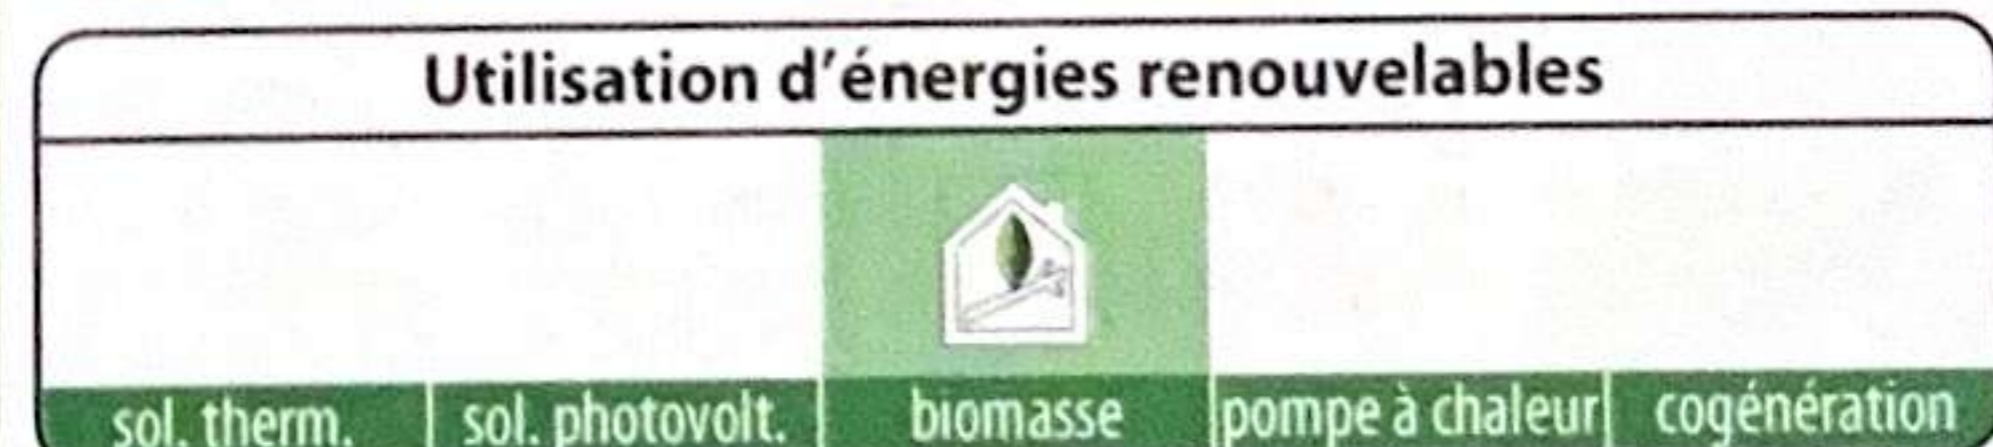 Utilisation d'énergies renouvelables
sol. therm. sol. photovolt. biomasse pompe à chaleur cogénération